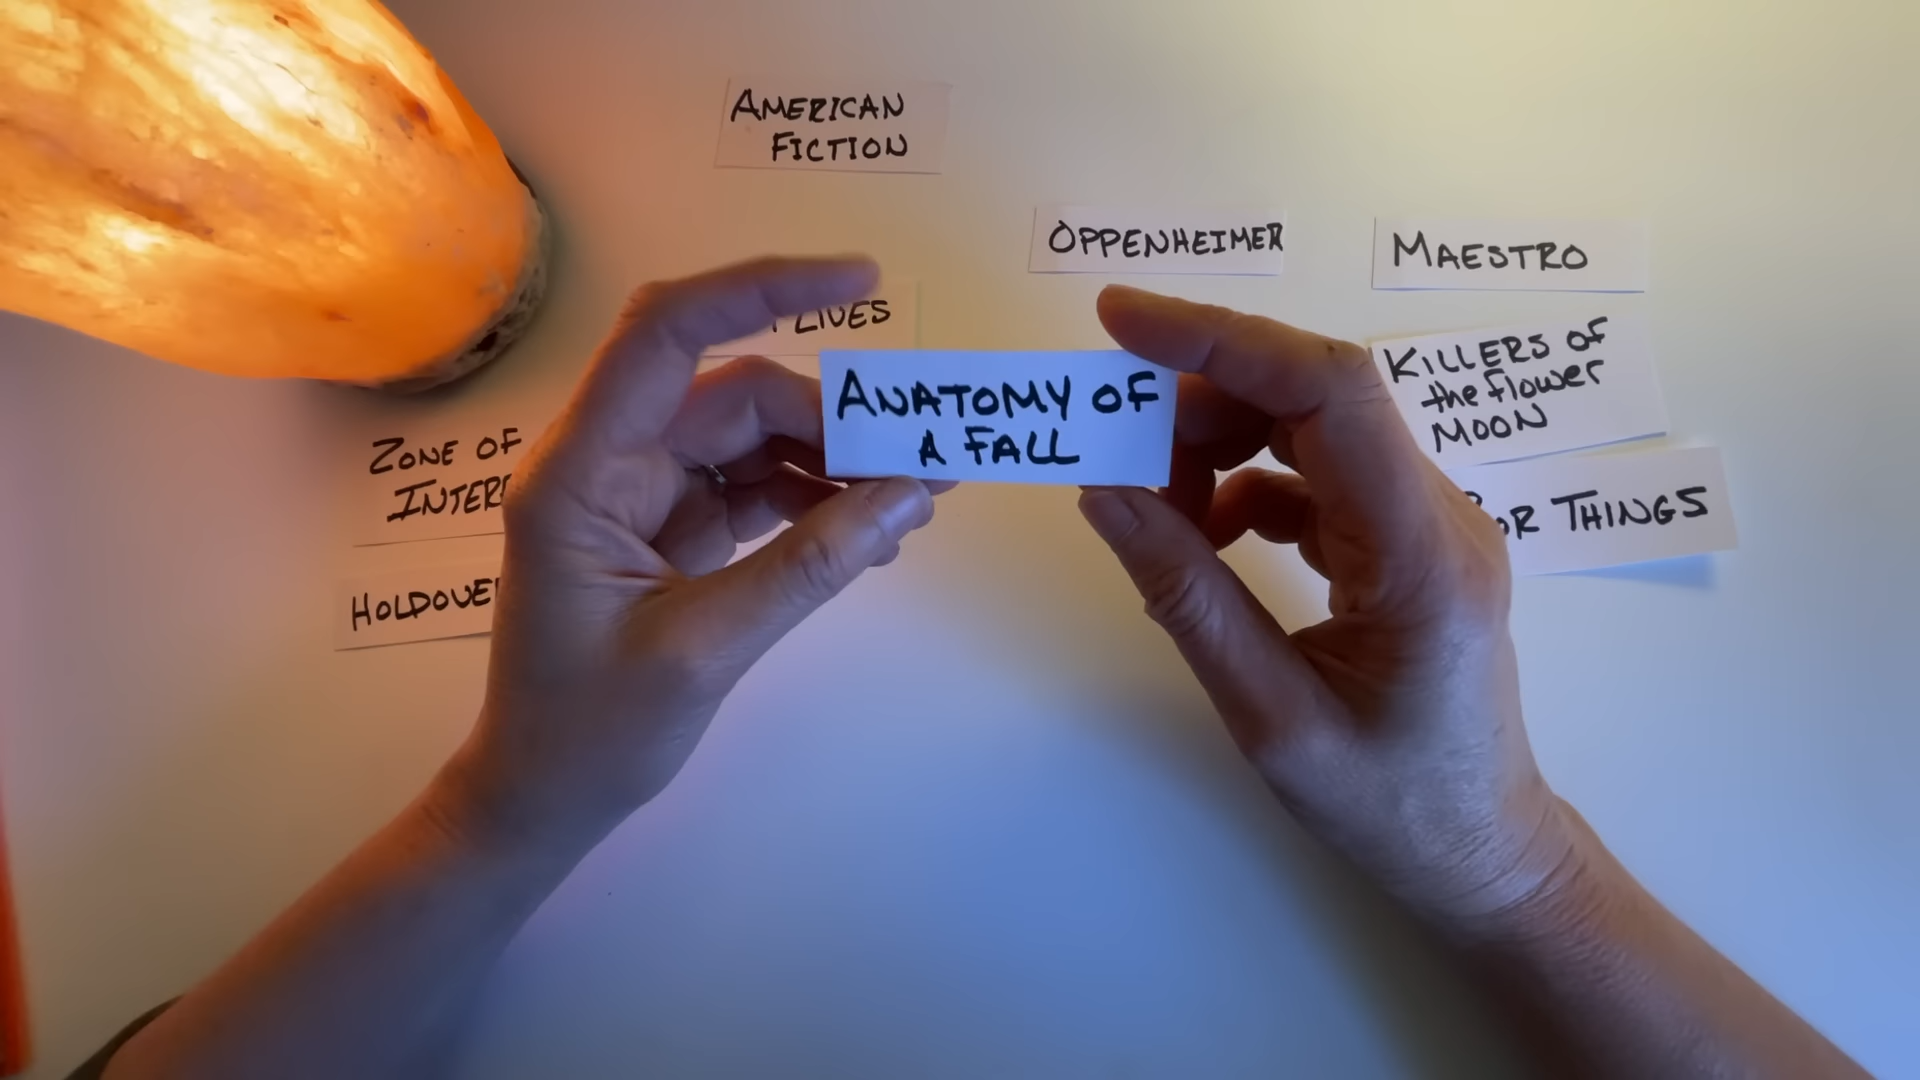 AMERICAN
FICTION
OPPENHEIMER
MAESTRO
LIVES
KILLERS OF
the flower
MOON
ANATOMY OF
A FALL
ZONE OF
THINGS